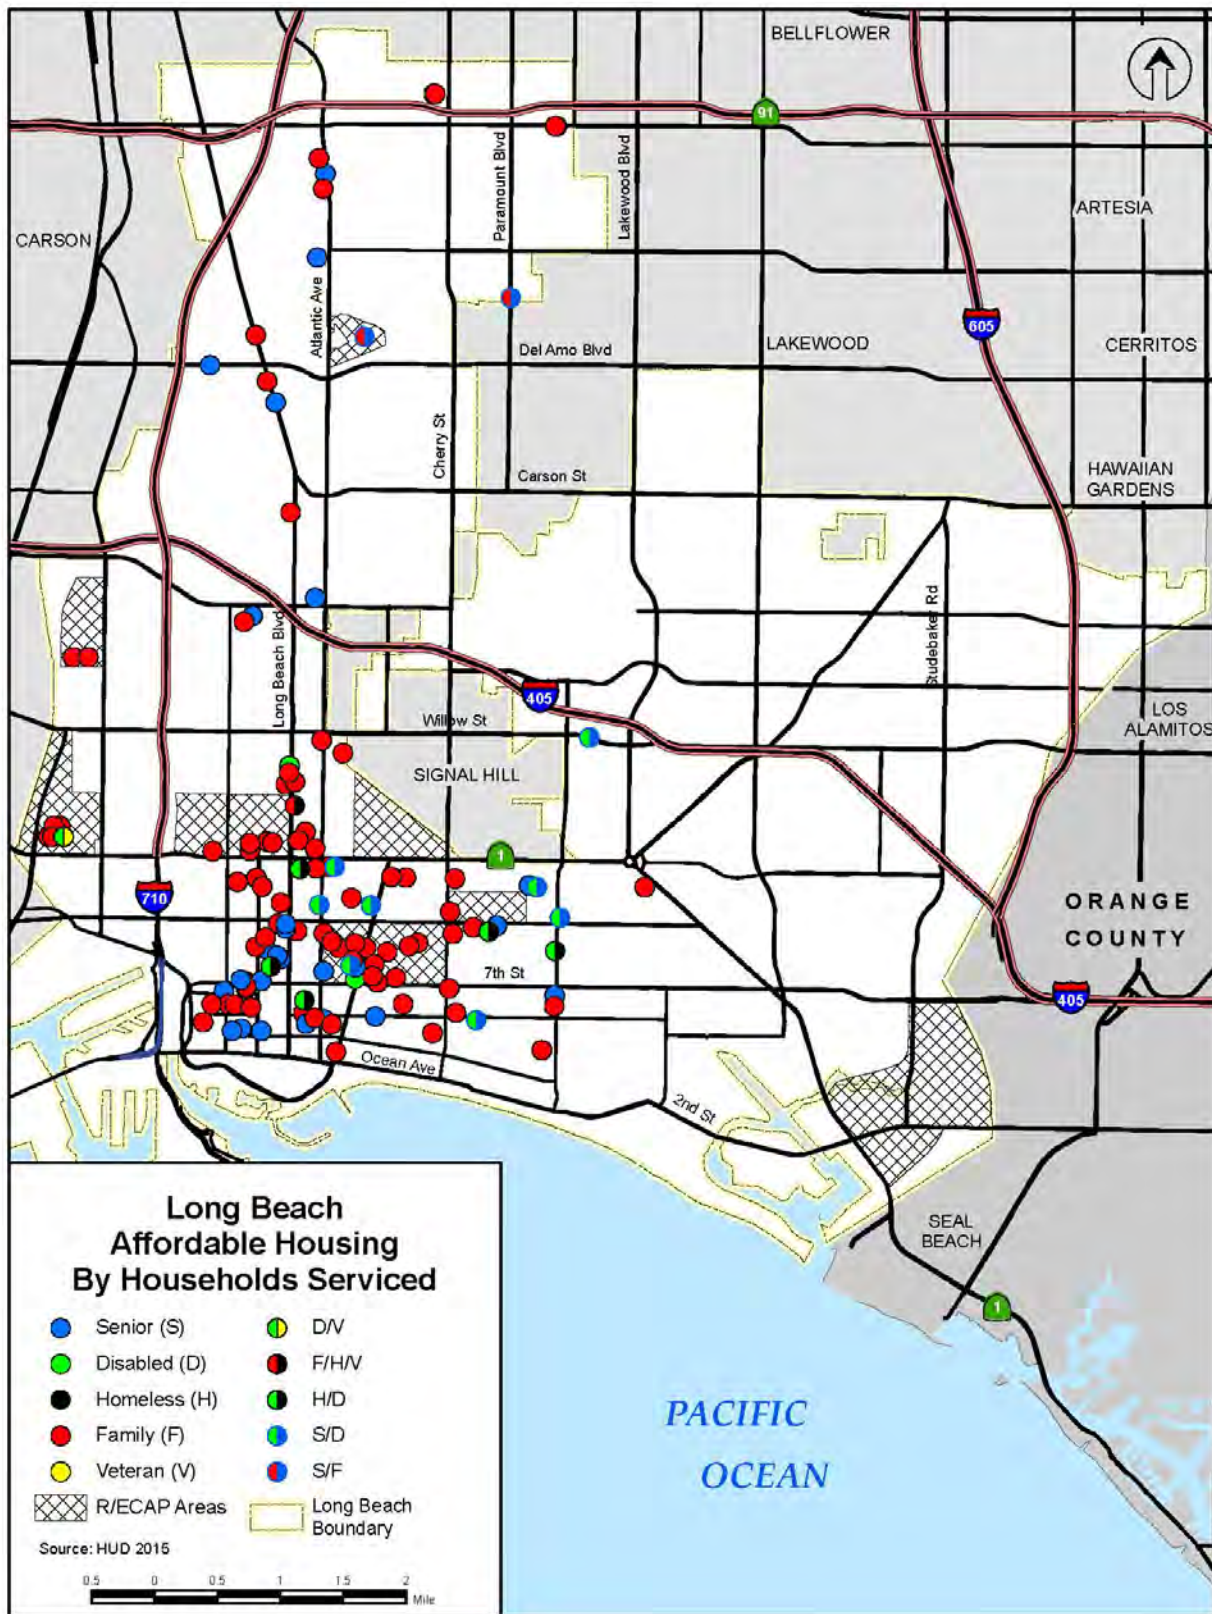 BELLFLOWER
91
Paramount Blvd
Lakewood Blvd
ARTESIA
CARSON
Atlantic Ave
605
Del Amo Blvd
LAKEWOOD
CERRITOS
Cherry St
Carson St
HAWAIIAN
GARDENS
Studebaker Rd
Long Beach Blvd
405
Willow St
LOS
ALAMITOS
SIGNAL HILL
1
710
ORANGE
COUNTY
7th St
405
Ocean Ave
2nd St
SEAL
BEACH
1
PACIFIC
OCEAN
Long Beach
Affordable Housing
By Households Serviced
Senior (S)
D/V
Disabled (D)
F/H/V
Homeless (H)
H/D
Family (F)
S/D
Veteran (V)
S/F
R/ECAP Areas
Long Beach
Boundary
Source: HUD 2015
0.5 0 0.5 1 1.5 2
Mile